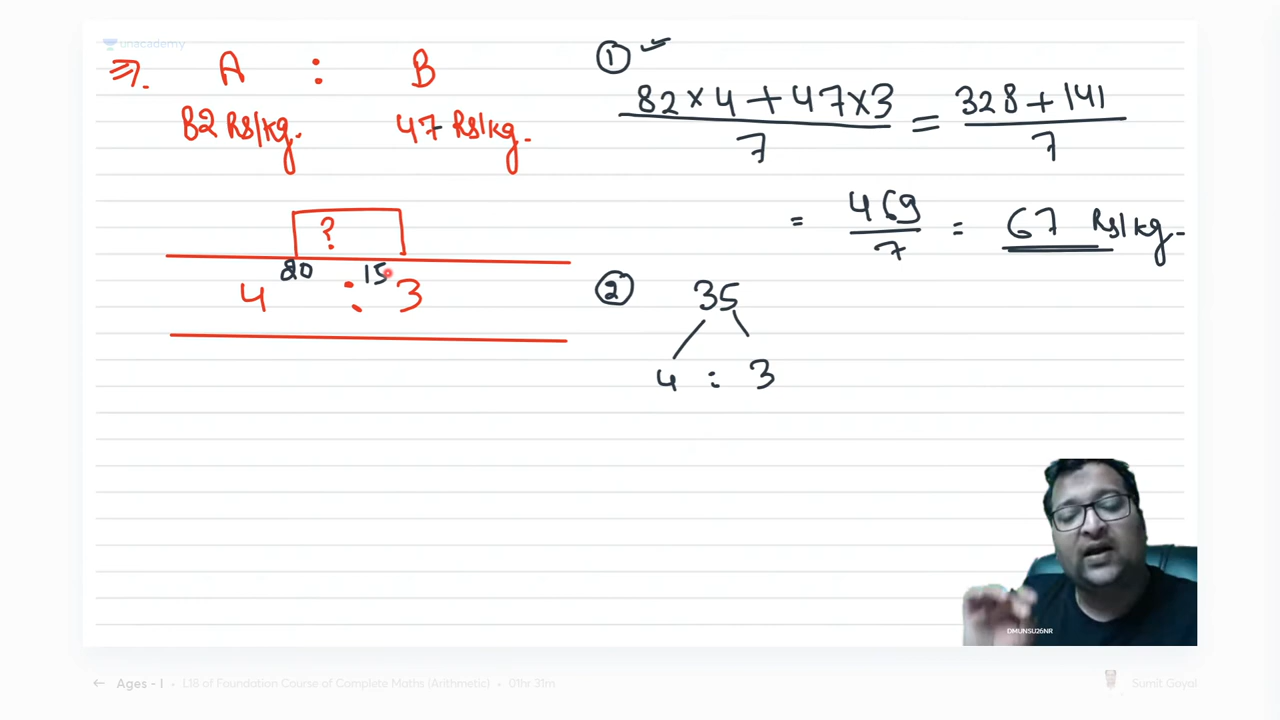 unacademy
⇒. A : B
82 Rs/kg. 47 Rs/kg.
?
20 15
4 : 3
① ✓
82 × 4 + 47 × 3 / 7 = 328 + 141 / 7
= 469 / 7 = 67 Rs/kg.
② 35
4 : 3
DMUNSU26NR
← Ages - I • L18 of Foundation Course of Complete Maths (Arithmetic) • 01hr 31m
Sumit Goyal